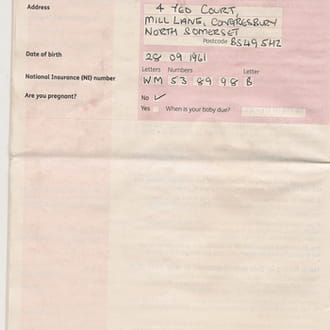 Address 4 YEO COURT,
MILL LANE, CONGRESBURY
NORTH SOMERSET
Postcode BS49 5HZ
Date of birth 28 09 1961
Letters Numbers Letter
National Insurance (NI) number WM 53 89 98 B
Are you pregnant? No ✓
Yes When is your baby due?